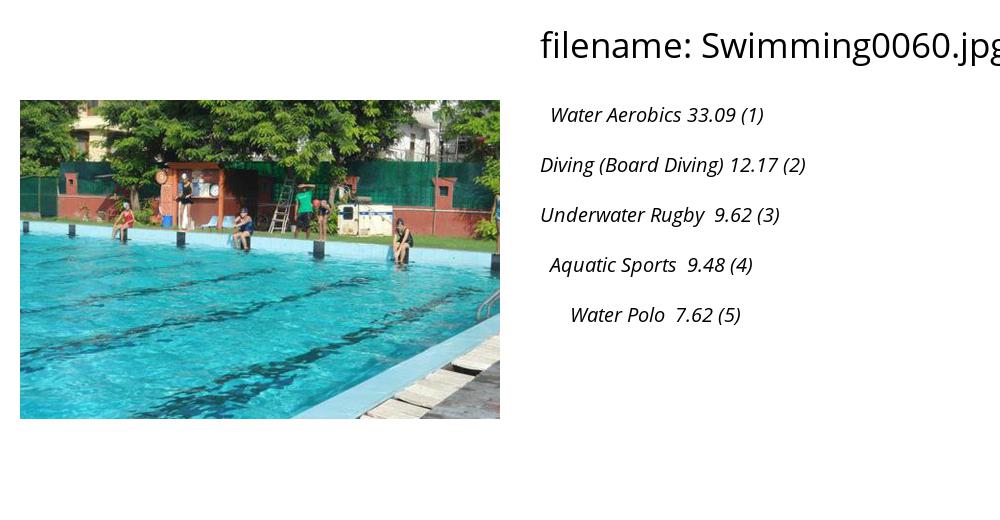 filename: Swimming0060.jpg
Water Aerobics 33.09 (1)
Diving (Board Diving) 12.17 (2)
Underwater Rugby 9.62 (3)
Aquatic Sports 9.48 (4)
Water Polo 7.62 (5)